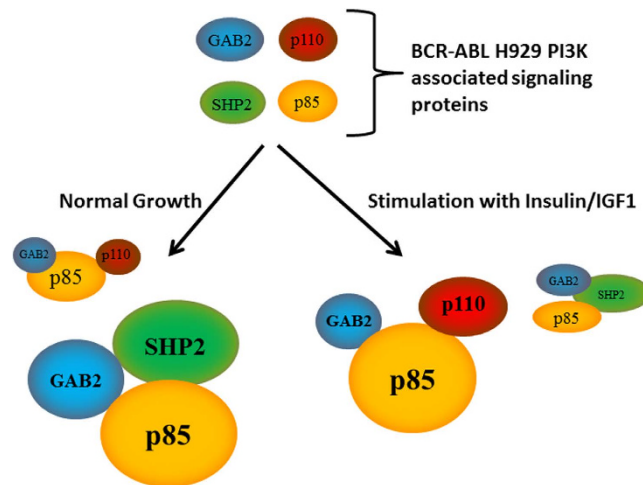 GAB2 p110
BCR-ABL H929 PI3K
associated signaling
proteins
SHP2 p85
Normal Growth
Stimulation with Insulin/IGF1
GAB2 p110
p85
GAB2 p110
GAB2
SHP2
p85
SHP2
GAB2
p85
p85